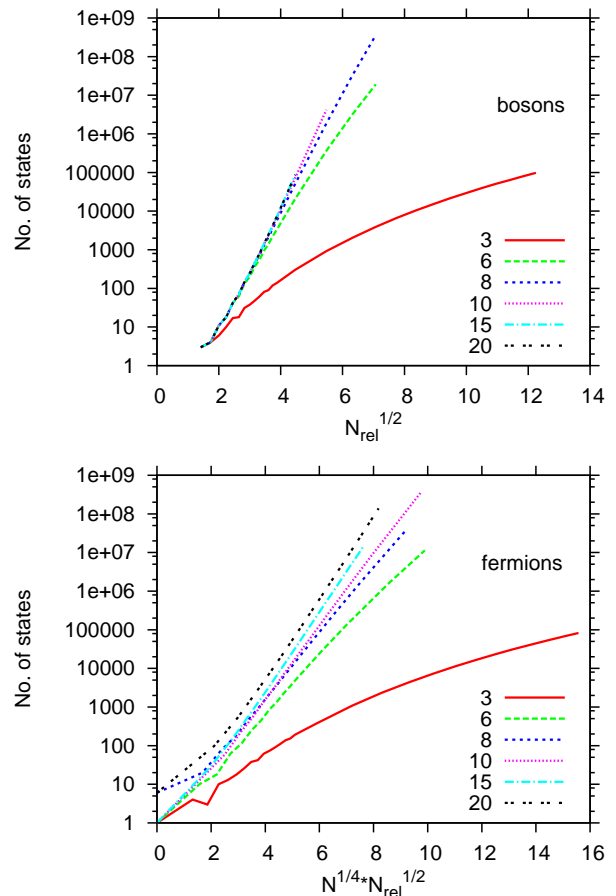 1e+09
1e+08
1e+07
1e+06
100000
10000
1000
100
10
1
No. of states
bosons
3
6
8
10
15
20
0 2 4 6 8 10 12 14
N_rel^1/2
1e+09
1e+08
1e+07
1e+06
100000
10000
1000
100
10
1
No. of states
fermions
3
6
8
10
15
20
0 2 4 6 8 10 12 14 16
N^1/4*N_rel^1/2